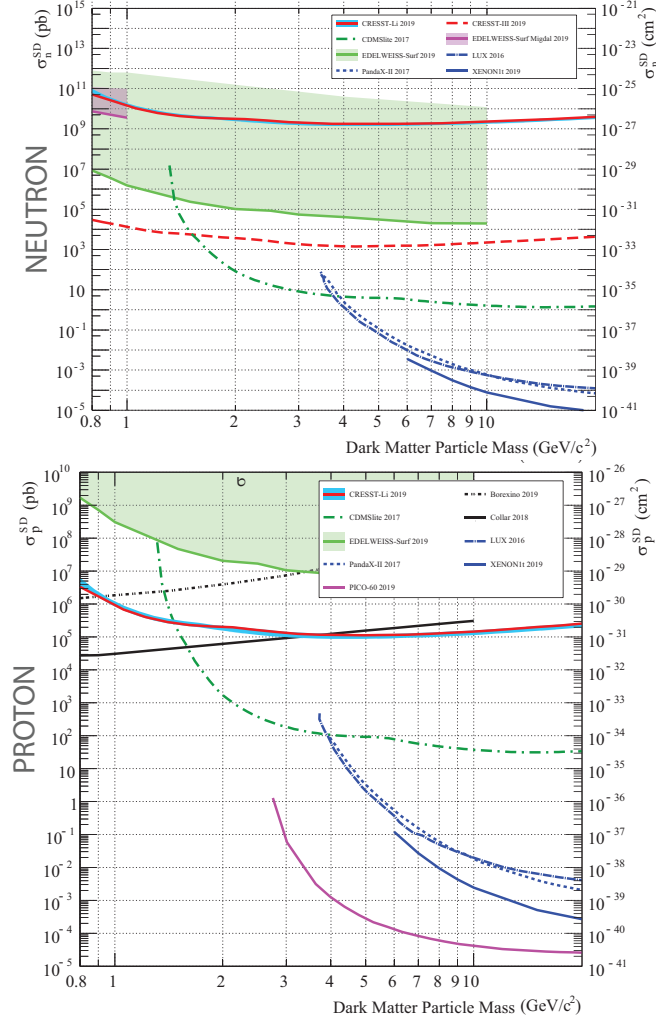 NEUTRON
σₙ^SD (pb)
10^15
10^13
10^11
10^9
10^7
10^5
10^3
10
10^-1
10^-3
10^-5
CRESST-Li 2019
CDMSlite 2017
EDELWEISS-Surf 2019
PandaX-II 2017
CRESST-III 2019
EDELWEISS-Surf Migdal 2019
LUX 2016
XENON1t 2019
10^-21
10^-23
10^-25
10^-27
10^-29
10^-31
10^-33
10^-35
10^-37
10^-39
10^-41
σₙ^SD (cm^2)
0.8 1 2 3 4 5 6 7 8 9 10
Dark Matter Particle Mass (GeV/c^2)
PROTON
σₚ^SD (pb)
10^10
10^9
10^8
10^7
10^6
10^5
10^4
10^3
10^2
10
1
10^-1
10^-2
10^-3
10^-4
10^-5
σ
CRESST-Li 2019
CDMSlite 2017
EDELWEISS-Surf 2019
PandaX-II 2017
PICO-60 2019
Borexino 2019
Collar 2018
LUX 2016
XENON1t 2019
10^-26
10^-27
10^-28
10^-29
10^-30
10^-31
10^-32
10^-33
10^-34
10^-35
10^-36
10^-37
10^-38
10^-39
10^-40
10^-41
σₚ^SD (cm^2)
0.8 1 2 3 4 5 6 7 8 9 10
Dark Matter Particle Mass (GeV/c^2)